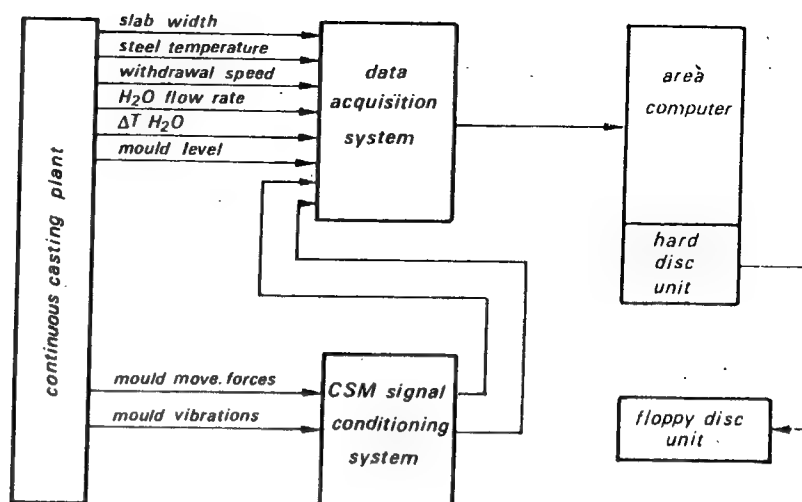 slab width
steel temperature
withdrawal speed
H₂O flow rate
ΔT H₂O
mould level
continuous casting plant
data
acquisition
system
area
computer
hard
disc
unit
mould move. forces
mould vibrations
CSM signal
conditioning
system
floppy disc
unit